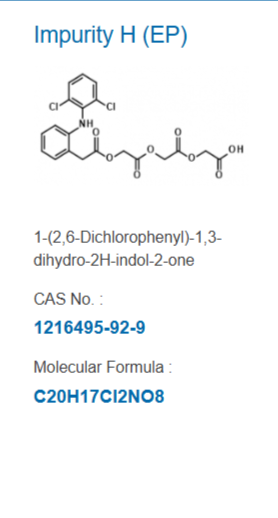 Impurity H (EP)
Cl
Cl
NH
O
O
O
OH
O
O
O
O
1-(2,6-Dichlorophenyl)-1,3-
dihydro-2H-indol-2-one
CAS No. :
1216495-92-9
Molecular Formula :
C20H17Cl2NO8